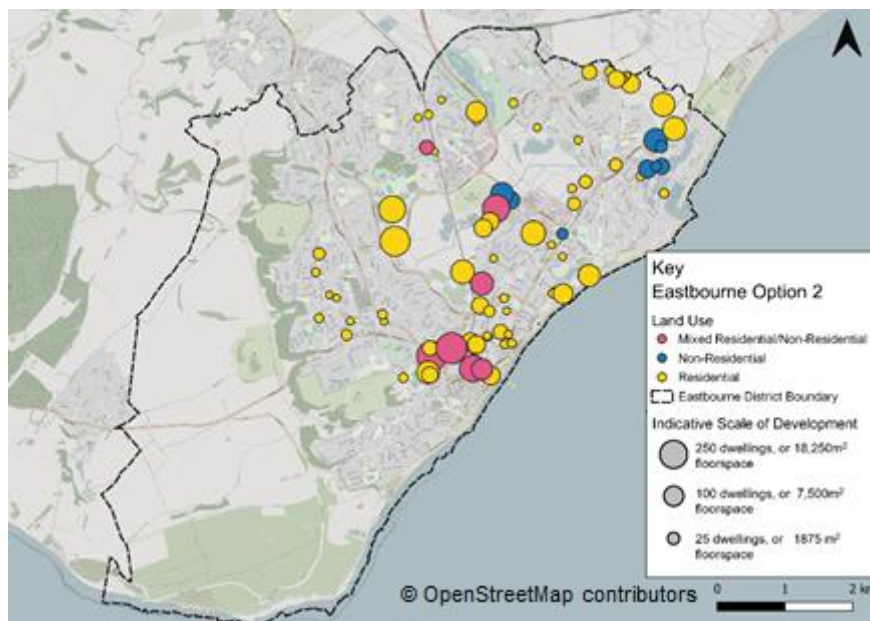 Key
Eastbourne Option 2
Land Use
Mixed Residential/Non-Residential
Non-Residential
Residential
Eastbourne District Boundary
Indicative Scale of Development
250 dwellings, or 18,250m²
floorspace
100 dwellings, or 7,500m²
floorspace
25 dwellings, or 1875 m²
floorspace
© OpenStreetMap contributors
0 1 2 km